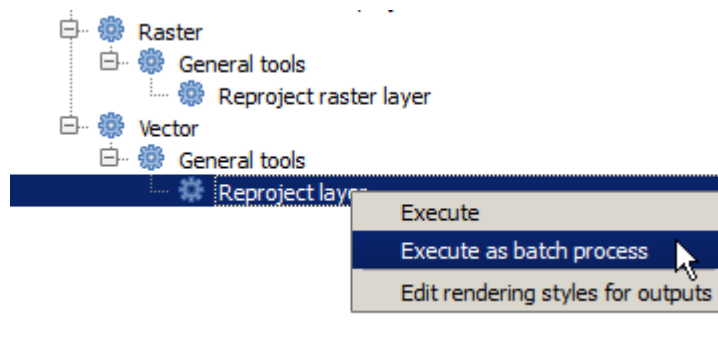 Raster
General tools
Reproject raster layer
Vector
General tools
Reproject layer
Execute
Execute as batch process
Edit rendering styles for outputs